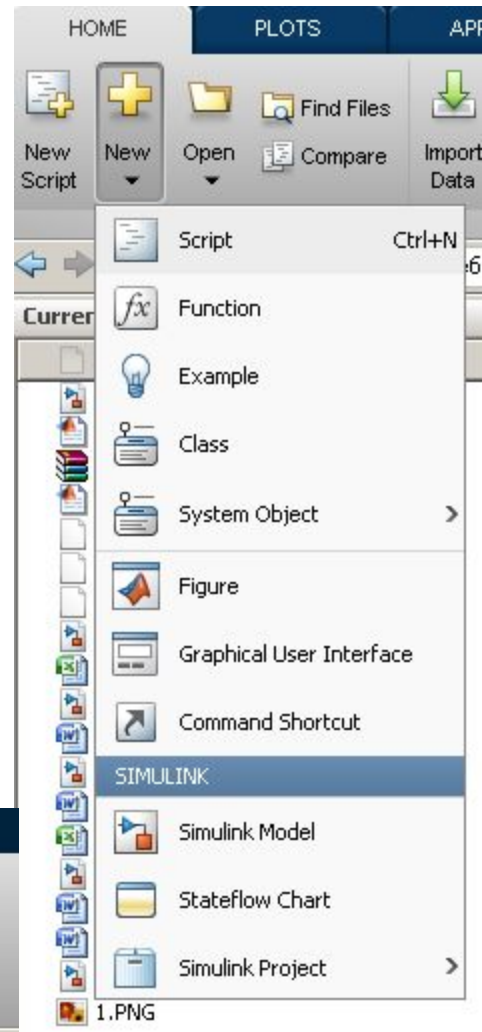 HOME PLOTS
New Script
New
Open
Find Files
Compare
Import Data
Script Ctrl+N
Function
Example
Class
System Object
Figure
Graphical User Interface
Command Shortcut
SIMULINK
Simulink Model
Stateflow Chart
Simulink Project
1.PNG